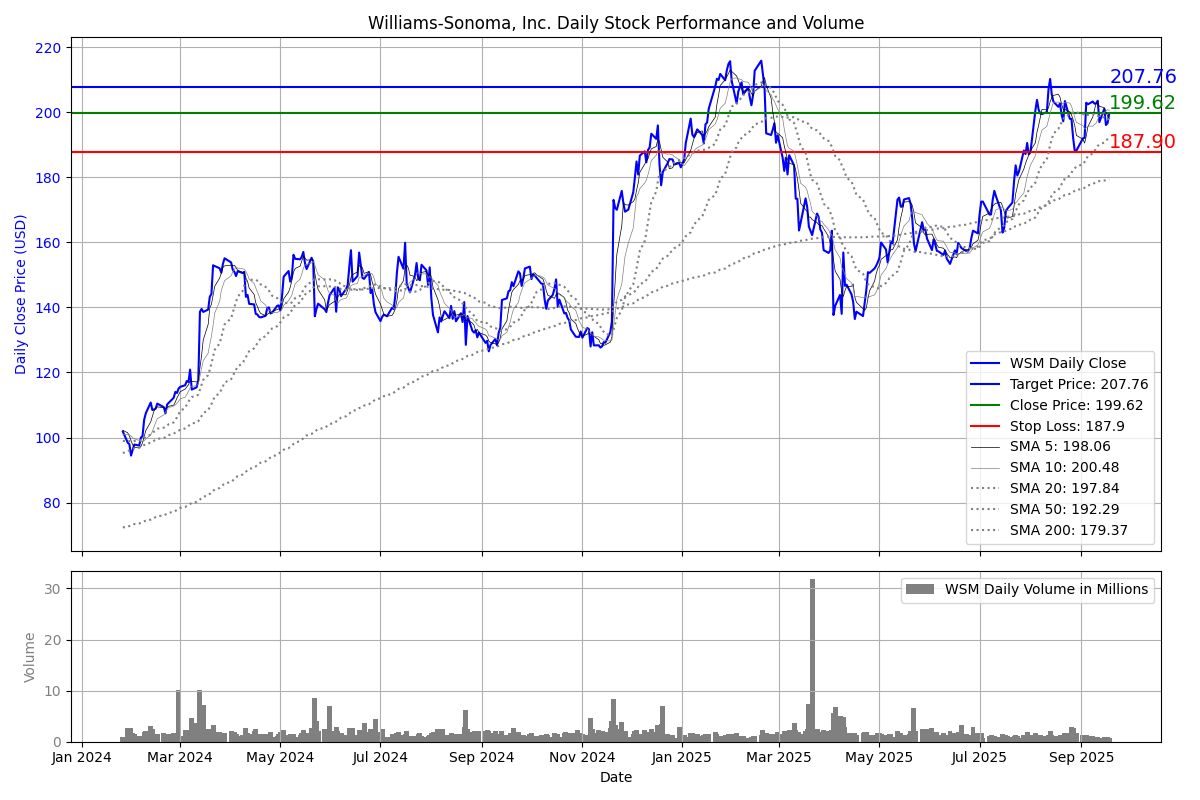 Williams-Sonoma, Inc. Daily Stock Performance and Volume
Daily Close Price (USD)
220
200
180
160
140
120
100
80
207.76
199.62
187.90
WSM Daily Close
Target Price: 207.76
Close Price: 199.62
Stop Loss: 187.9
SMA 5: 198.06
SMA 10: 200.48
SMA 20: 197.84
SMA 50: 192.29
SMA 200: 179.37
Volume
30
20
10
0
WSM Daily Volume in Millions
Jan 2024
Mar 2024
May 2024
Jul 2024
Sep 2024
Nov 2024
Jan 2025
Mar 2025
May 2025
Jul 2025
Sep 2025
Date